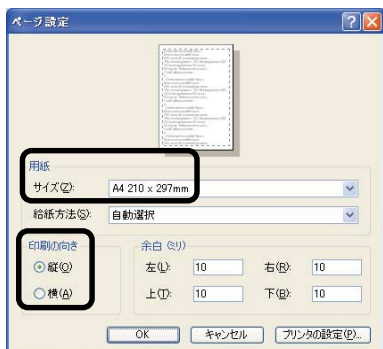 ページ設定
用紙
サイズ(Z): A4 210 x 297mm
給紙方法(S): 自動選択
印刷の向き
縦(O)
横(A)
余白 (ミリ)
左(L): 10 右(R): 10
上(T): 10 下(B): 10
OK キャンセル プリンタの設定(P)...